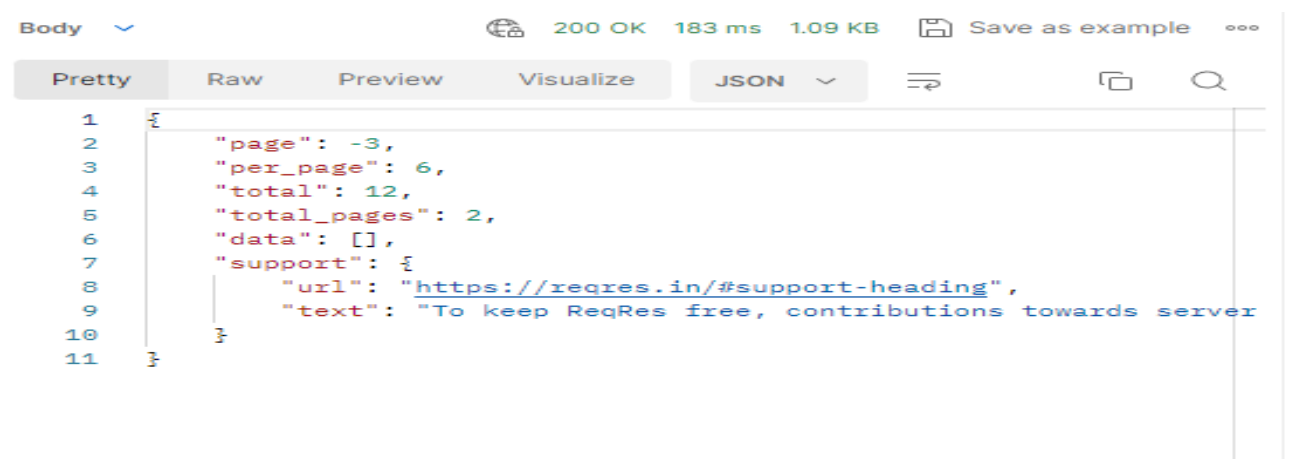 Body 200 OK 183 ms 1.09 KB Save as example
Pretty Raw Preview Visualize JSON
1 {
2 "page": -3,
3 "per_page": 6,
4 "total": 12,
5 "total_pages": 2,
6 "data": [],
7 "support": {
8 "url": "https://reqres.in/#support-heading",
9 "text": "To keep ReqRes free, contributions towards server
10 }
11 }